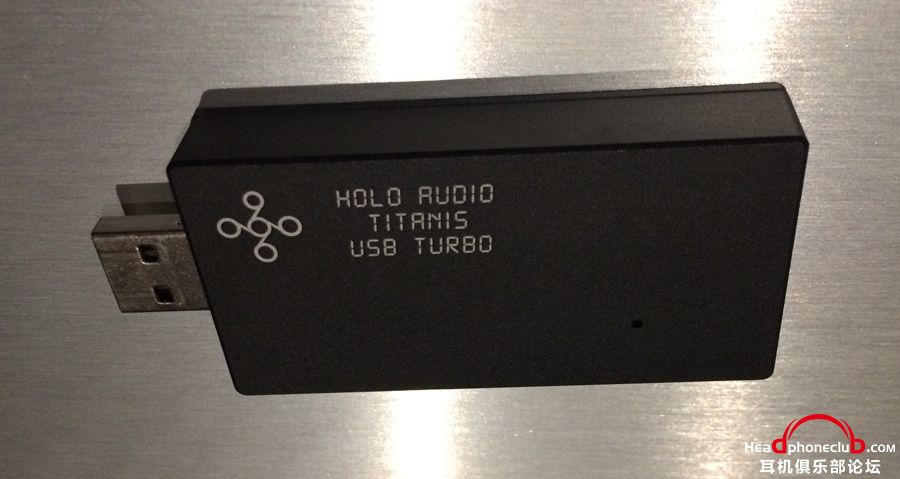 HOLO AUDIO
TITANIS
USB TURBO
Headphoneclub.com
耳机俱乐部论坛